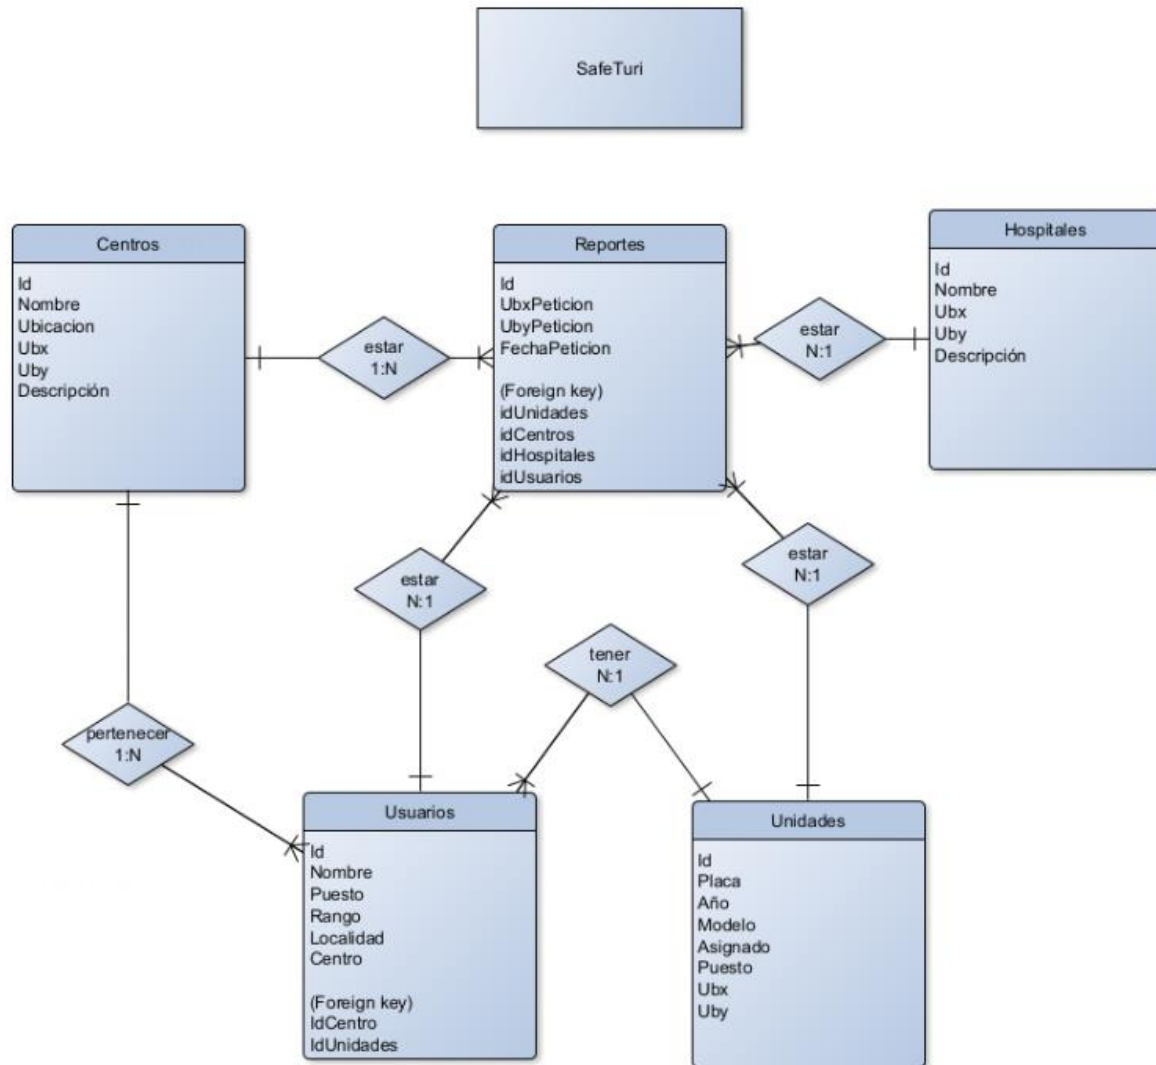 SafeTuri
Centros
Id
Nombre
Ubicacion
Ubx
Uby
Descripción
estar
1:N
Reportes
Id
UbxPeticion
UbyPeticion
FechaPeticion
(Foreign key)
idUnidades
idCentros
idHospitales
idUsuarios
estar
N:1
Hospitales
Id
Nombre
Ubx
Uby
Descripción
estar
N:1
estar
N:1
tener
N:1
pertenecer
1:N
Usuarios
Id
Nombre
Puesto
Rango
Localidad
Centro
(Foreign key)
IdCentro
IdUnidades
Unidades
Id
Placa
Año
Modelo
Asignado
Puesto
Ubx
Uby